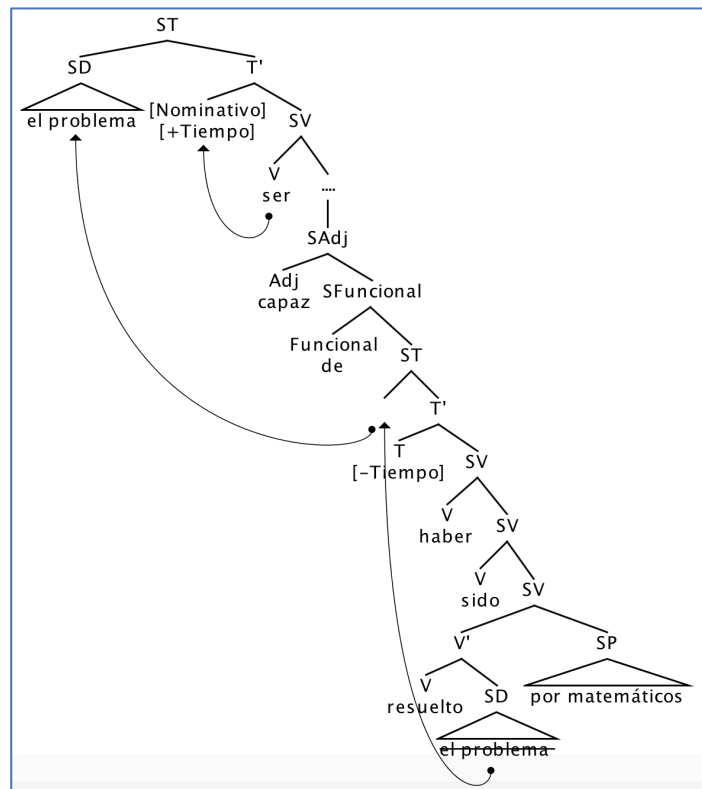 ST
SD T'
el problema [Nominativo]
[+Tiempo] SV
V ....
ser
SAdj
Adj SFuncional
capaz
Funcional ST
de
T'
T SV
[–Tiempo]
V SV
haber
V SV
sido
V' SP
V SD por matemáticos
resuelto
el problema